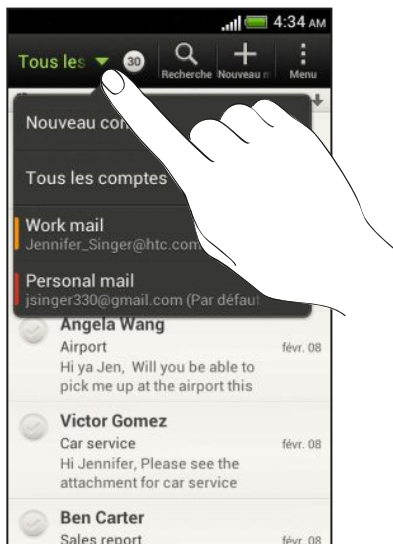 4:34 AM
Tous les
30
Recherche
Nouveau
Menu
Nouveau
Tous les comptes
Work mail
Jennifer_Singer@htc.com
Personal mail
jsinger330@gmail.com (Par défaut
Angela Wang
Airport févr. 08
Hi ya Jen, Will you be able to
pick me up at the airport this
Victor Gomez
Car service févr. 08
Hi Jennifer, Please see the
attachment for car service
Ben Carter
Sales report févr. 08